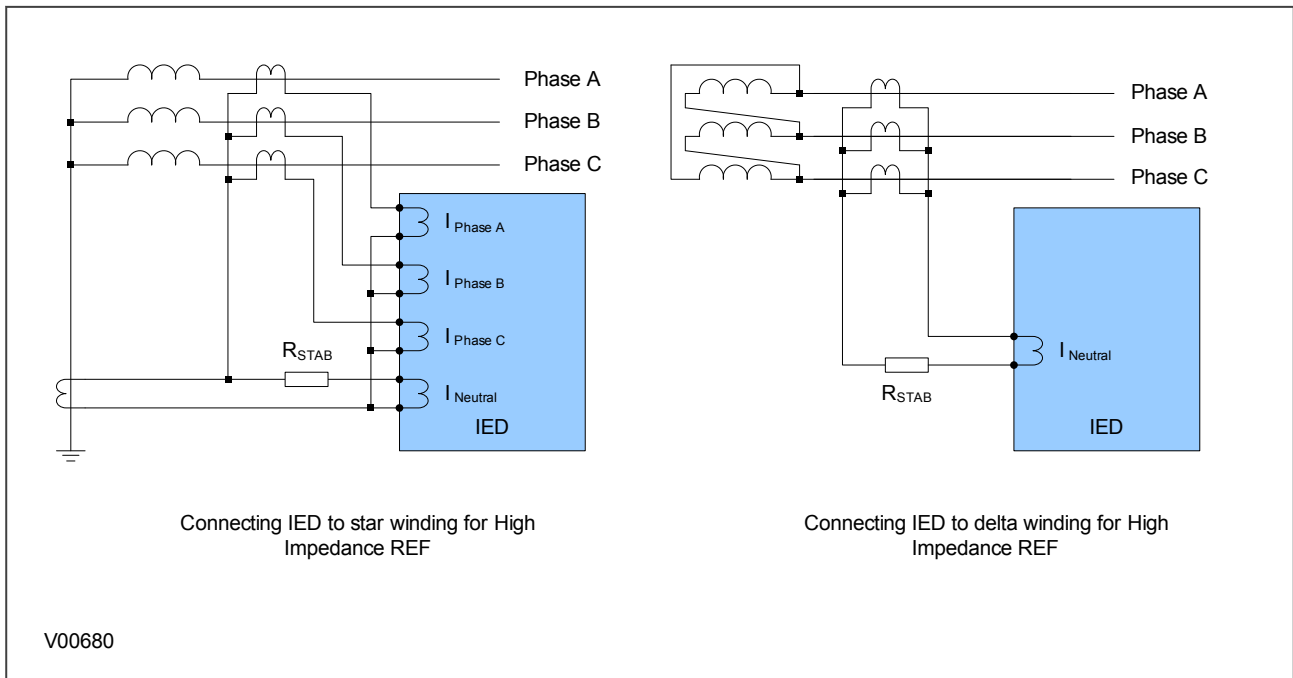 Phase A
Phase B
Phase C
I Phase A
I Phase B
I Phase C
RSTAB
I Neutral
IED
Connecting IED to star winding for High
Impedance REF
Phase A
Phase B
Phase C
I Neutral
RSTAB
IED
Connecting IED to delta winding for High
Impedance REF
V00680